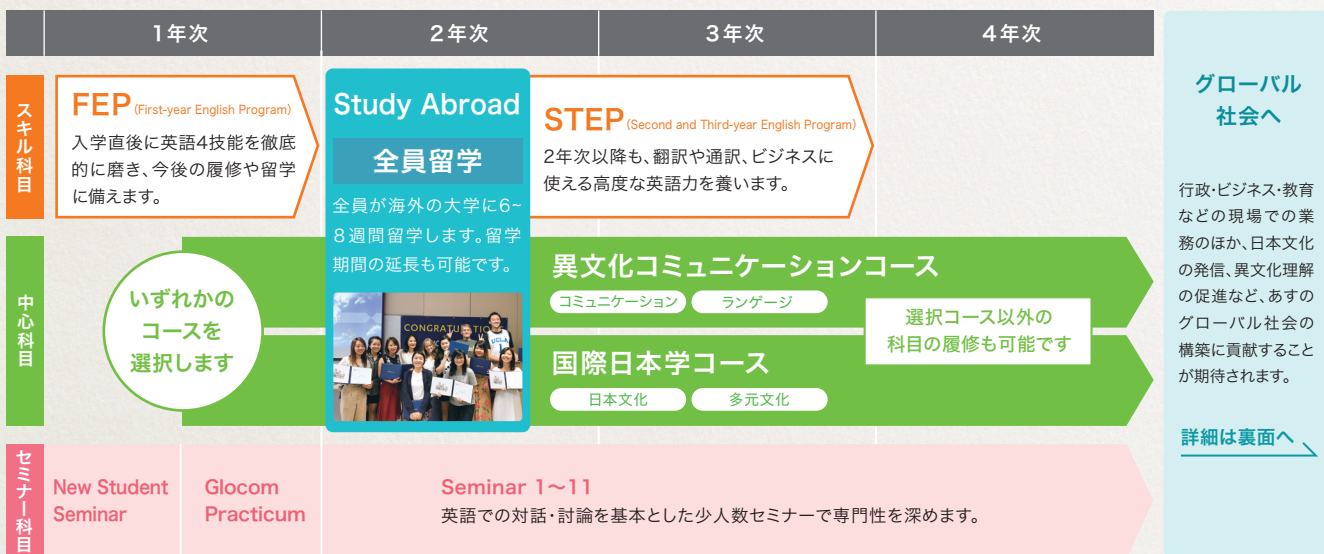 1年次
2年次
3年次
4年次
スキル科目
FEP (First-year English Program)
入学直後に英語4技能を徹底
的に磨き、今後の履修や留学
に備えます。
Study Abroad
全員留学
全員が海外の大学に6~
8週間留学します。留学
期間の延長も可能です。
CONGRATULATIO
UCLA
STEP (Second and Third-year English Program)
2年次以降も、翻訳や通訳、ビジネスに
使える高度な英語力を養います。
中心科目
いずれかの
コースを
選択します
異文化コミュニケーションコース
コミュニケーション
ランゲージ
国際日本学コース
日本文化
多元文化
選択コース以外の
科目の履修も可能です
セミナー科目
New Student
Seminar
Glocom
Practicum
Seminar 1〜11
英語での対話・討論を基本とした少人数セミナーで専門性を深めます。
グローバル
社会へ
行政・ビジネス・教育
などの現場での業
務のほか、日本文化
の発信、異文化理解
の促進など、あすの
グローバル社会の
構築に貢献すること
が期待されます。
詳細は裏面へ